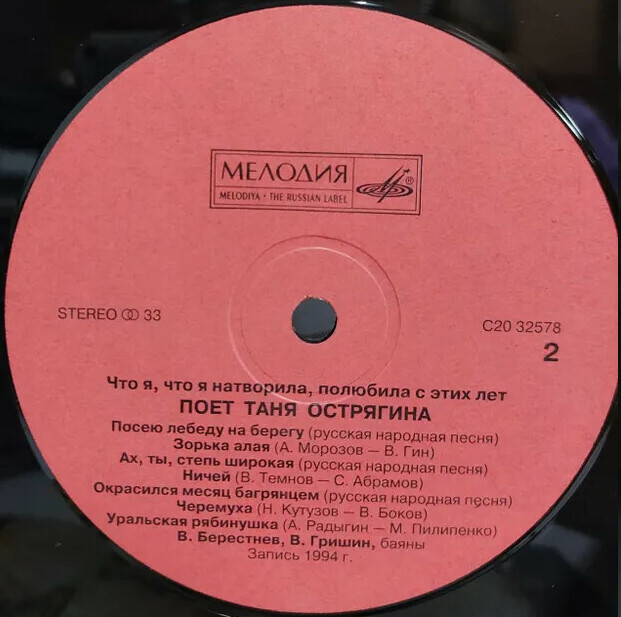 МЕЛОДИЯ
MELODIYA • THE RUSSIAN LABEL
®
STEREO 33
С20 32578
2
Что я, что я натворила, полюбила с этих лет
ПОЕТ ТАНЯ ОСТРЯГИНА
Посею лебеду на берегу (русская народная песня)
Зорька алая (А. Морозов — В. Гин)
Ах, ты, степь широкая (русская народная песня)
Ничей (В. Темнов — С. Абрамов)
Окрасился месяц багрянцем (русская народная песня)
Черемуха (Н. Кутузов — В. Боков)
Уральская рябинушка (А. Радыгин — М. Пилипенко)
В. Берестнев, В. Гришин, баяны
Запись 1994 г.